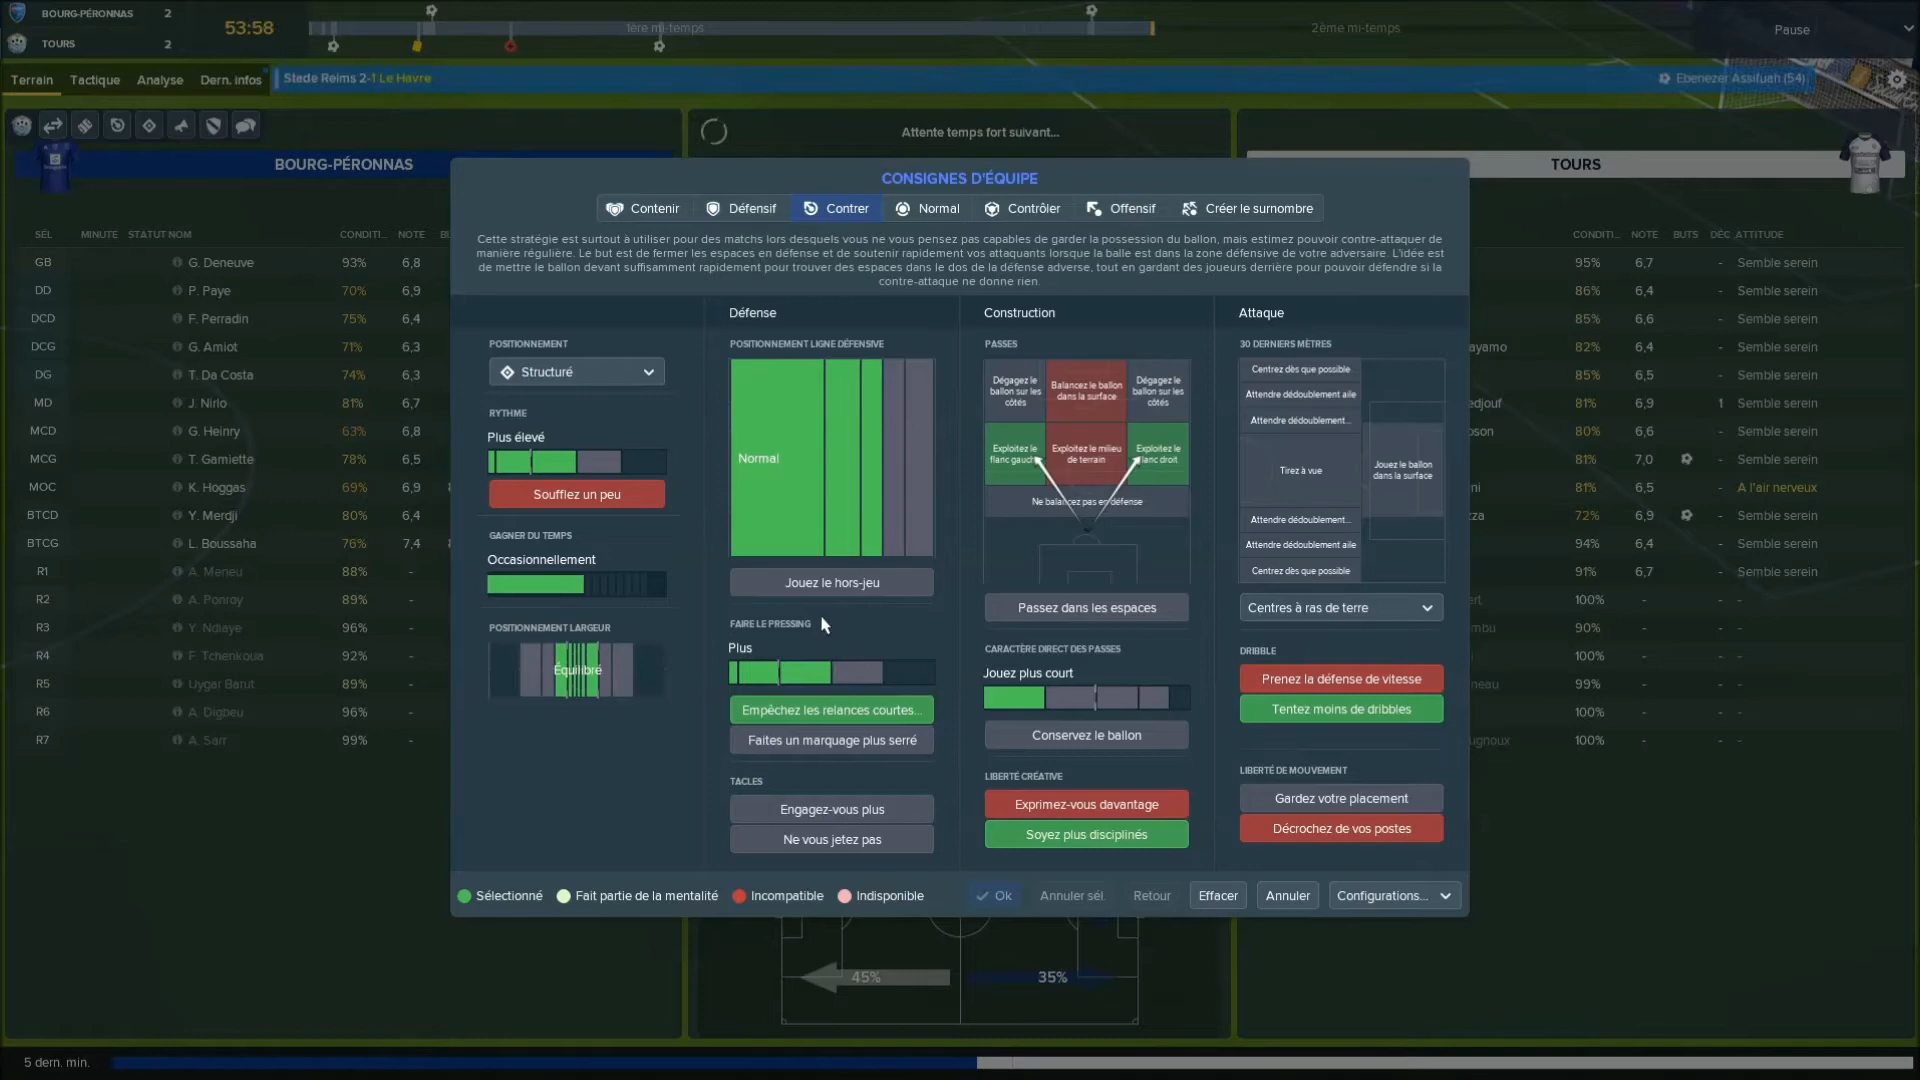 BOURG-PÉRONNAS 2
TOURS 2
53:58
1ère mi-temps
2ème mi-temps
Pause
Terrain Tactique Analyse Dern. infos
Stade Reims 2-1 Le Havre
Ebenezer Assifuah (54)
Attente temps fort suivant...
BOURG-PÉRONNAS
TOURS
SÉL MINUTE STATUT NOM CONDITI... NOTE
GB G. Deneuve 93% 6,8
DD P. Paye 70% 6,9
DCD F. Perradin 75% 6,4
DCG G. Amiot 71% 6,3
DG T. Da Costa 74% 6,3
MD J. Nirlo 81% 6,7
MCD G. Heinry 63% 6,8
MCG T. Gamiette 78% 6,5
MOC K. Hoggas 69% 6,9
BTCD Y. Merdji 80% 6,4
BTCG L. Boussaha 76% 7,4
R1 A. Meneu 88% -
R2 A. Ponroy 89% -
R3 Y. Ndiaye 96% -
R4 F. Tchenkoua 92% -
R5 Uygar Barut 89% -
R6 A. Digbeu 96% -
R7 A. Sarr 99% -
CONSIGNES D'ÉQUIPE
Contenir Défensif Contrer Normal Contrôler Offensif Créer le surnombre
Cette stratégie est surtout à utiliser pour des matchs lors desquels vous ne vous pensez pas capables de garder la possession du ballon, mais estimez pouvoir contre-attaquer de
manière régulière. Le but est de fermer les espaces en défense et de soutenir rapidement vos attaquants lorsque la balle est dans la zone défensive de votre adversaire. L'idée est
de mettre le ballon devant suffisamment rapidement pour trouver des espaces dans le dos de la défense adverse, tout en gardant des joueurs derrière pour pouvoir défendre si la
contre-attaque ne donne rien.
POSITIONNEMENT
Structuré
RYTHME
Plus élevé
Soufflez un peu
GAGNER DU TEMPS
Occasionnellement
POSITIONNEMENT LARGEUR
Équilibré
Défense
POSITIONNEMENT LIGNE DÉFENSIVE
Normal
Jouez le hors-jeu
FAIRE LE PRESSING
Plus
Empêchez les relances courtes...
Faites un marquage plus serré
TACLES
Engagez-vous plus
Ne vous jetez pas
Construction
PASSES
Dégagez le
ballon sur les
côtés
Balancez le ballon
dans la surface
Dégagez le
ballon sur les
côtés
Exploitez le
flanc gauche
Exploitez le milieu
de terrain
Exploitez le
flanc droit
Ne balancez pas en défense
Passez dans les espaces
CARACTÈRE DIRECT DES PASSES
Jouez plus court
Conservez le ballon
LIBERTÉ CRÉATIVE
Exprimez-vous davantage
Soyez plus disciplinés
Attaque
30 DERNIERS MÈTRES
Centrez dès que possible
Attendre dédoublement aile
Attendre dédoublement...
Tirez à vue
Jouez le ballon
dans la surface
Attendre dédoublement...
Attendre dédoublement aile
Centrez dès que possible
Centres à ras de terre
DRIBBLE
Prenez la défense de vitesse
Tentez moins de dribbles
LIBERTÉ DE MOUVEMENT
Gardez votre placement
Décrochez de vos postes
Sélectionné Fait partie de la mentalité Incompatible Indisponible
Ok Annuler sél. Retour Effacer Annuler Configurations...
CONDITI... NOTE BUTS DÉC ATTITUDE
95% 6,7 - Semble serein
86% 6,4 - Semble serein
85% 6,6 - Semble serein
ayamo 82% 6,4 - Semble serein
85% 6,5 - Semble serein
edjouf 81% 6,9 1 Semble serein
son 80% 6,6 - Semble serein
81% 7,0 - Semble serein
ni 81% 6,5 - A l'air nerveux
za 72% 6,9 - Semble serein
94% 6,4 - Semble serein
91% 6,7 - Semble serein
rt 100% - - -
mbu 90% - - -
100% - - -
neau 99% - - -
100% - - -
ugnoux 100% - - -
45% 35%
5 dern. min.